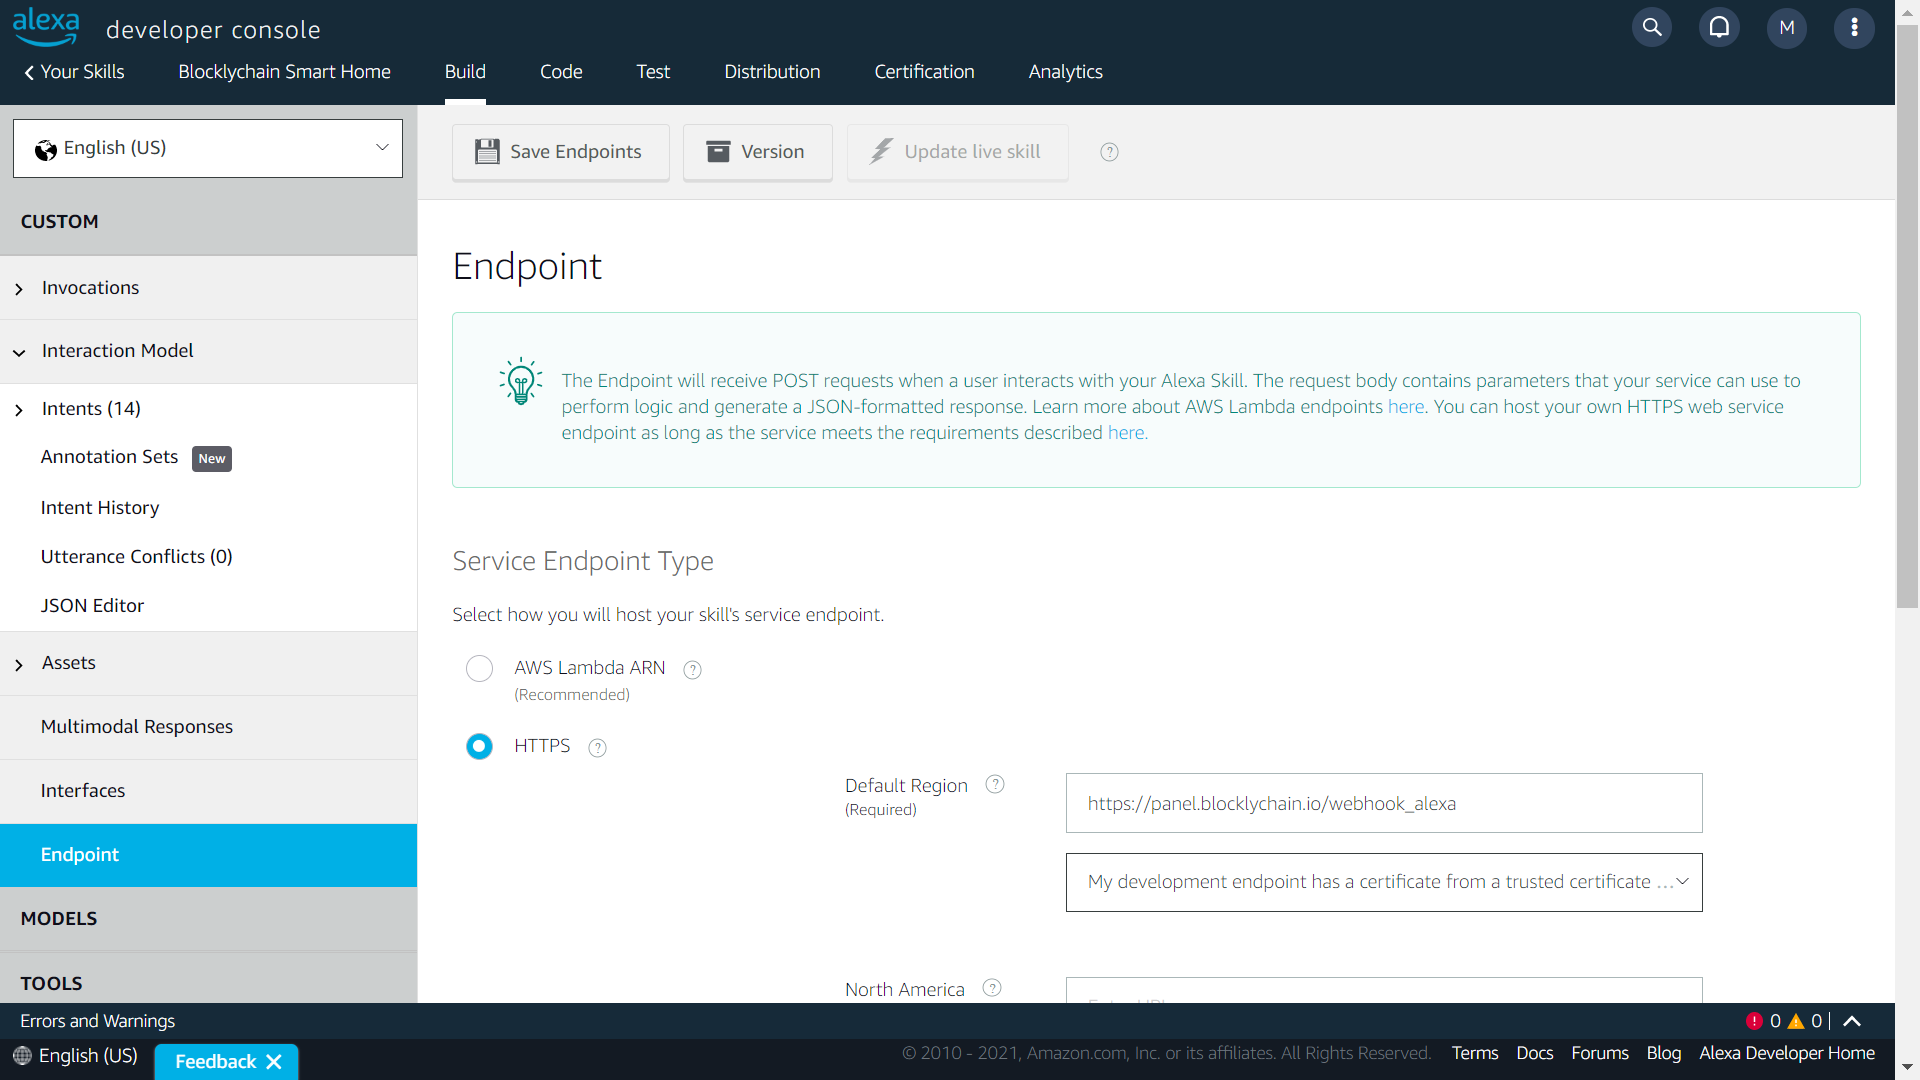 alexa developer console
M
Your Skills Blocklychain Smart Home Build Code Test Distribution Certification Analytics
English (US)
Save Endpoints Version Update live skill ?
CUSTOM
Invocations
Interaction Model
Intents (14)
Annotation Sets New
Intent History
Utterance Conflicts (0)
JSON Editor
Assets
Multimodal Responses
Interfaces
Endpoint
MODELS
TOOLS
Endpoint
The Endpoint will receive POST requests when a user interacts with your Alexa Skill. The request body contains parameters that your service can use to
perform logic and generate a JSON-formatted response. Learn more about AWS Lambda endpoints here. You can host your own HTTPS web service
endpoint as long as the service meets the requirements described here.
Service Endpoint Type
Select how you will host your skill's service endpoint.
AWS Lambda ARN ?
(Recommended)
HTTPS ?
Default Region ?
(Required)
https://panel.blocklychain.io/webhook_alexa
My development endpoint has a certificate from a trusted certificate ...
North America ?
Errors and Warnings
! 0 ! 0
English (US)
Feedback
© 2010 - 2021, Amazon.com, Inc. or its affiliates. All Rights Reserved. Terms Docs Forums Blog Alexa Developer Home